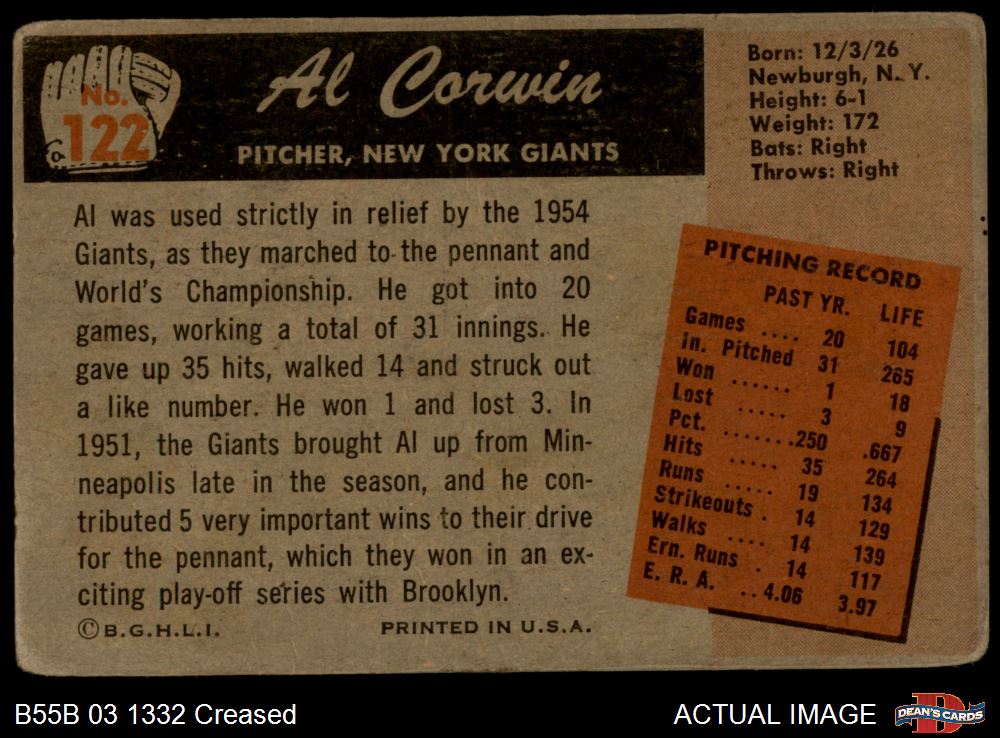 No.
122
Al Corwin
PITCHER, NEW YORK GIANTS
Born: 12/3/26
Newburgh, N. Y.
Height: 6-1
Weight: 172
Bats: Right
Throws: Right
Al was used strictly in relief by the 1954
Giants, as they marched to the pennant and
World's Championship. He got into 20
games, working a total of 31 innings. He
gave up 35 hits, walked 14 and struck out
a like number. He won 1 and lost 3. In
1951, the Giants brought Al up from Min-
neapolis late in the season, and he con-
tributed 5 very important wins to their drive
for the pennant, which they won in an ex-
citing play-off series with Brooklyn.
©B.G.H.L.I. PRINTED IN U.S.A.
PITCHING RECORD
PAST YR. LIFE
Games .... 20 104
In. Pitched 31 265
Won ...... 1 18
Lost ..... 3 9
Pct. .......250 .667
Hits ..... 35 264
Runs ..... 19 134
Strikeouts . 14 129
Walks .... 14 139
Ern. Runs . 14 117
E. R. A. ..4.06 3.97
B55B 03 1332 Creased
ACTUAL IMAGE
D
DEAN'S CARDS